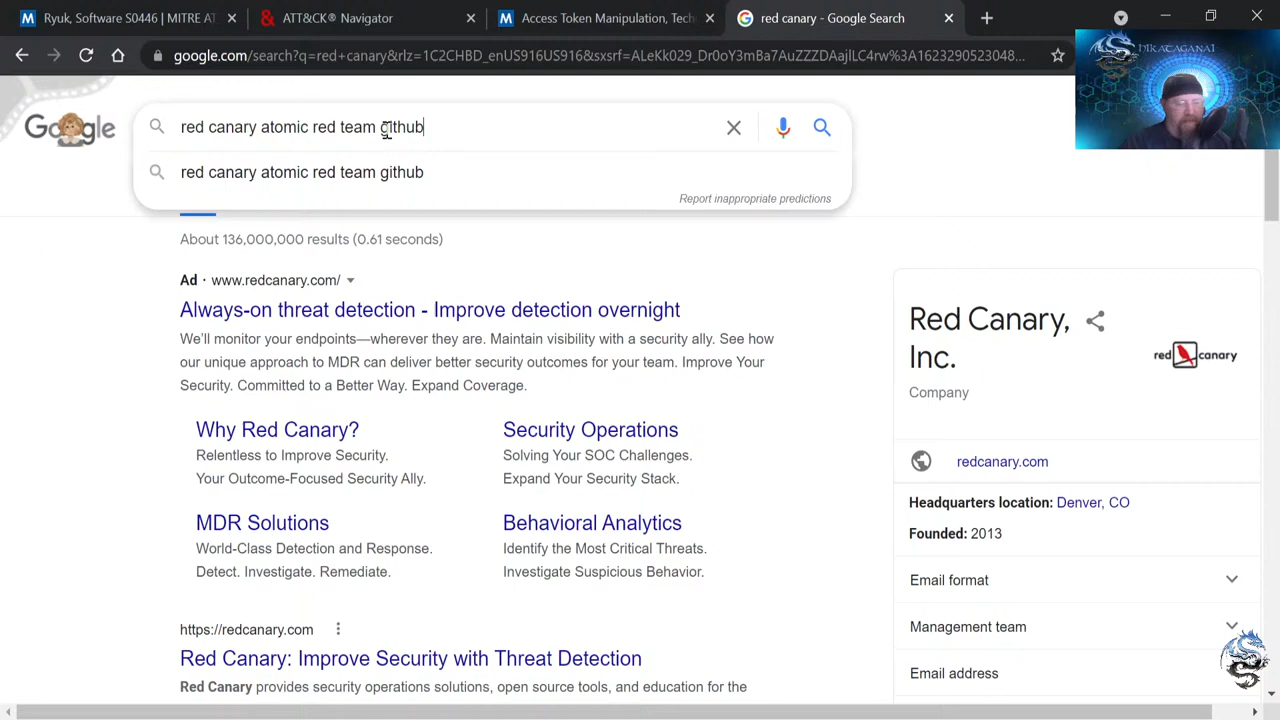 Ryuk, Software S0446 | MITRE AT
ATT&CK® Navigator
Access Token Manipulation, Tech
red canary - Google Search
google.com/search?q=red+canary&rlz=1C2CHBD_enUS916US916&sxsrf=ALeKk029_Dr0oY3mBa7AuZZZDAajlLC4rw%3A1623290523048...
HIKATAGANAI
Google
red canary atomic red team github
red canary atomic red team github
Report inappropriate predictions
About 136,000,000 results (0.61 seconds)
Ad · www.redcanary.com/
Always-on threat detection - Improve detection overnight
We'll monitor your endpoints—wherever they are. Maintain visibility with a security ally. See how
our unique approach to MDR can deliver better security outcomes for your team. Improve Your
Security. Committed to a Better Way. Expand Coverage.
Why Red Canary?
Relentless to Improve Security.
Your Outcome-Focused Security Ally.
Security Operations
Solving Your SOC Challenges.
Expand Your Security Stack.
MDR Solutions
World-Class Detection and Response.
Detect. Investigate. Remediate.
Behavioral Analytics
Identify the Most Critical Threats.
Investigate Suspicious Behavior.
https://redcanary.com
Red Canary: Improve Security with Threat Detection
Red Canary provides security operations solutions, open source tools, and education for the
Red Canary, Inc.
red canary
Company
redcanary.com
Headquarters location: Denver, CO
Founded: 2013
Email format
Management team
Email address